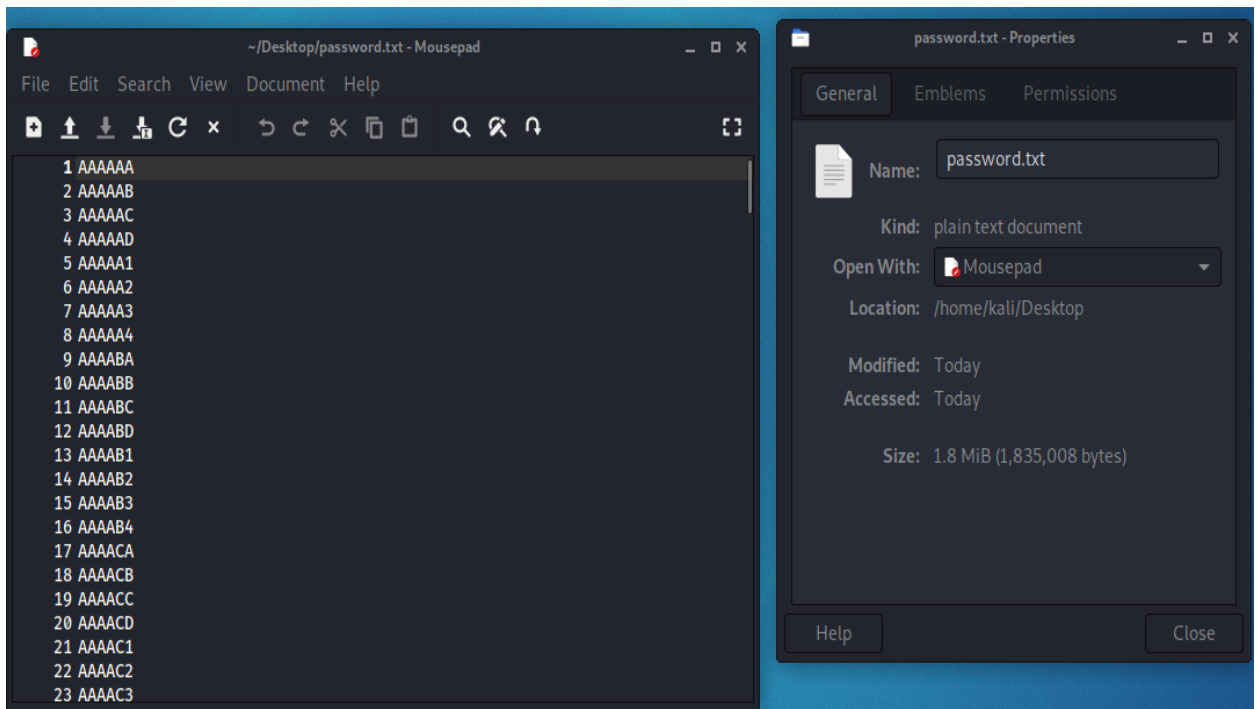 ~/Desktop/password.txt - Mousepad
File Edit Search View Document Help
1 AAAAAA
2 AAAAAB
3 AAAAAC
4 AAAAAD
5 AAAAA1
6 AAAAA2
7 AAAAA3
8 AAAAA4
9 AAAABA
10 AAAABB
11 AAAABC
12 AAAABD
13 AAAAB1
14 AAAAB2
15 AAAAB3
16 AAAAB4
17 AAAACA
18 AAAACB
19 AAAACC
20 AAAACD
21 AAAAC1
22 AAAAC2
23 AAAAC3
password.txt - Properties
General Emblems Permissions
Name: password.txt
Kind: plain text document
Open With: Mousepad
Location: /home/kali/Desktop
Modified: Today
Accessed: Today
Size: 1.8 MiB (1,835,008 bytes)
Help Close